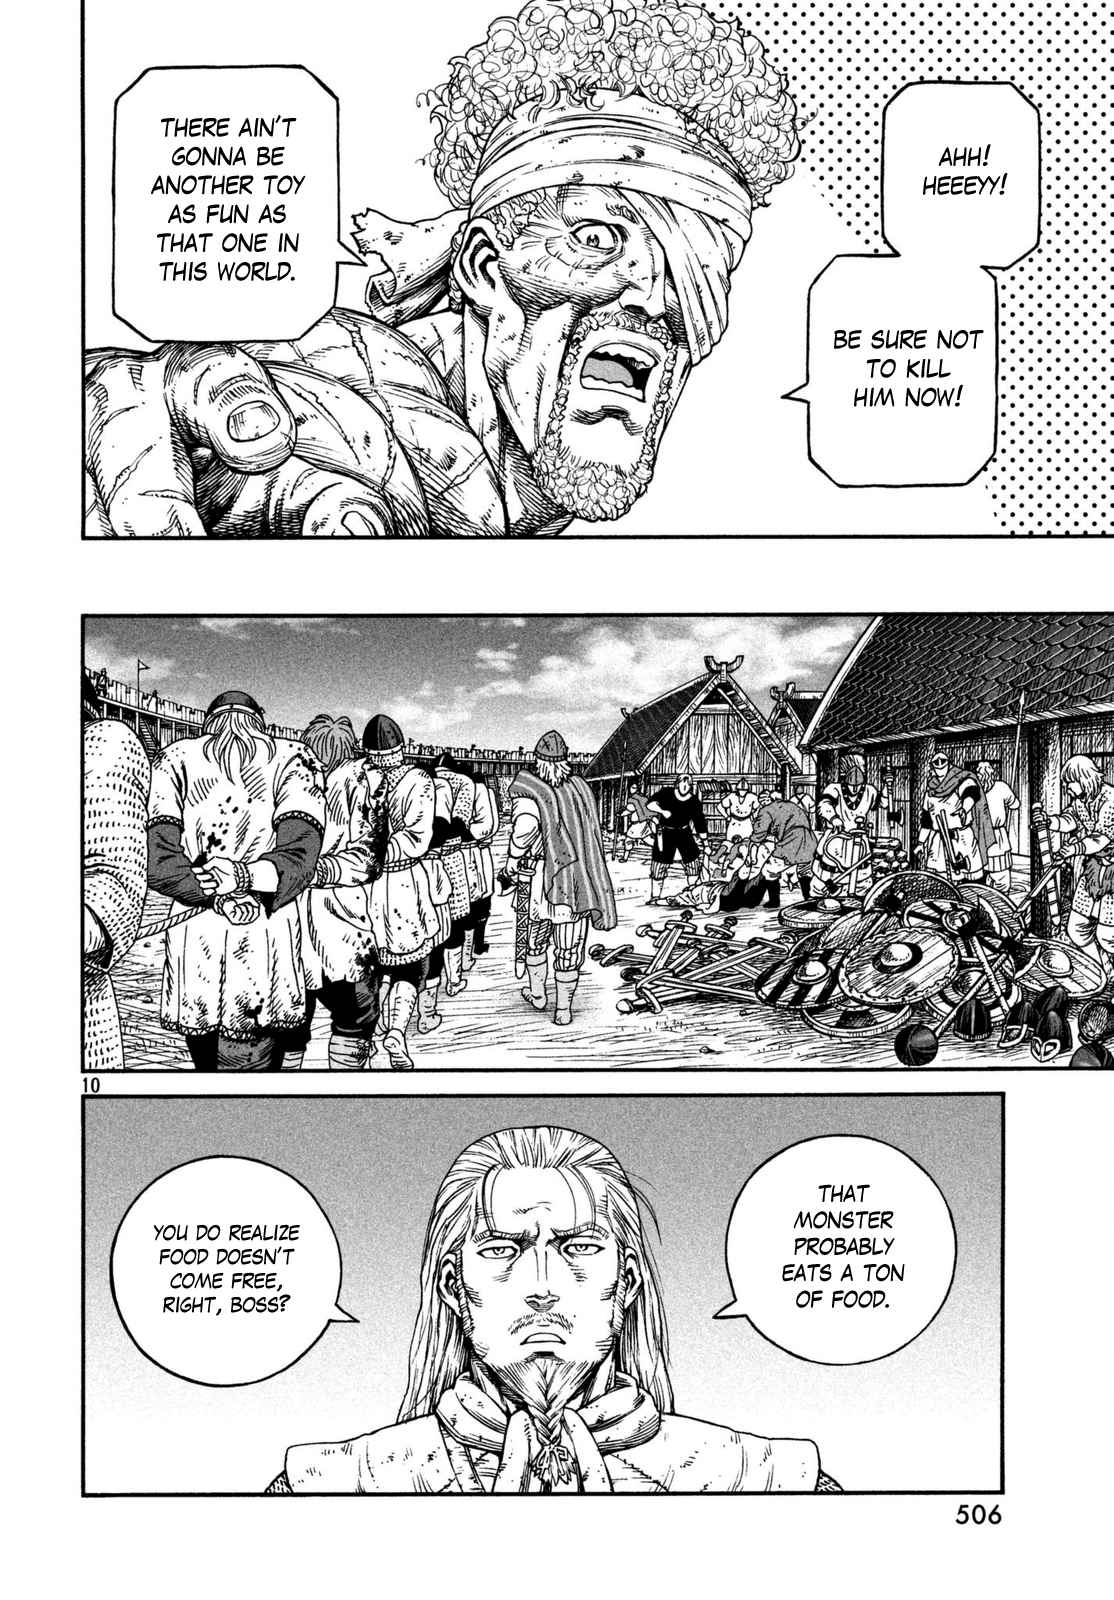 AHH!
HEEEYY!
BE SURE NOT
TO KILL
HIM NOW!
THERE AIN'T
GONNA BE
ANOTHER TOY
AS FUN AS
THAT ONE IN
THIS WORLD.
10
THAT
MONSTER
PROBABLY
EATS A TON
OF FOOD.
YOU DO REALIZE
FOOD DOESN'T
COME FREE,
RIGHT, BOSS?
506